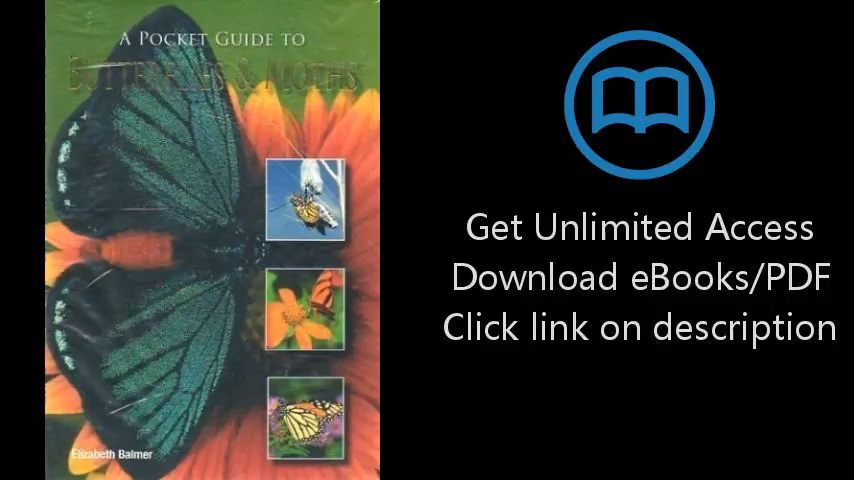 A POCKET GUIDE TO
BUTTERFLIES & MOTHS
Elizabeth Balmer
Get Unlimited Access
Download eBooks/PDF
Click link on description